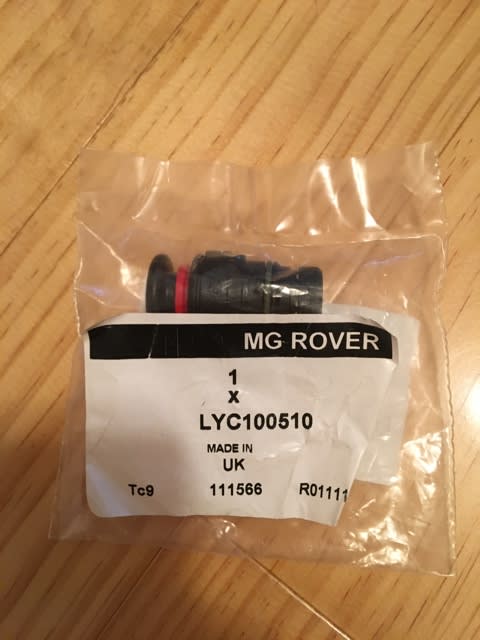 MG ROVER
1
x
LYC100510
MADE IN
UK
Tc9 111566 R01111